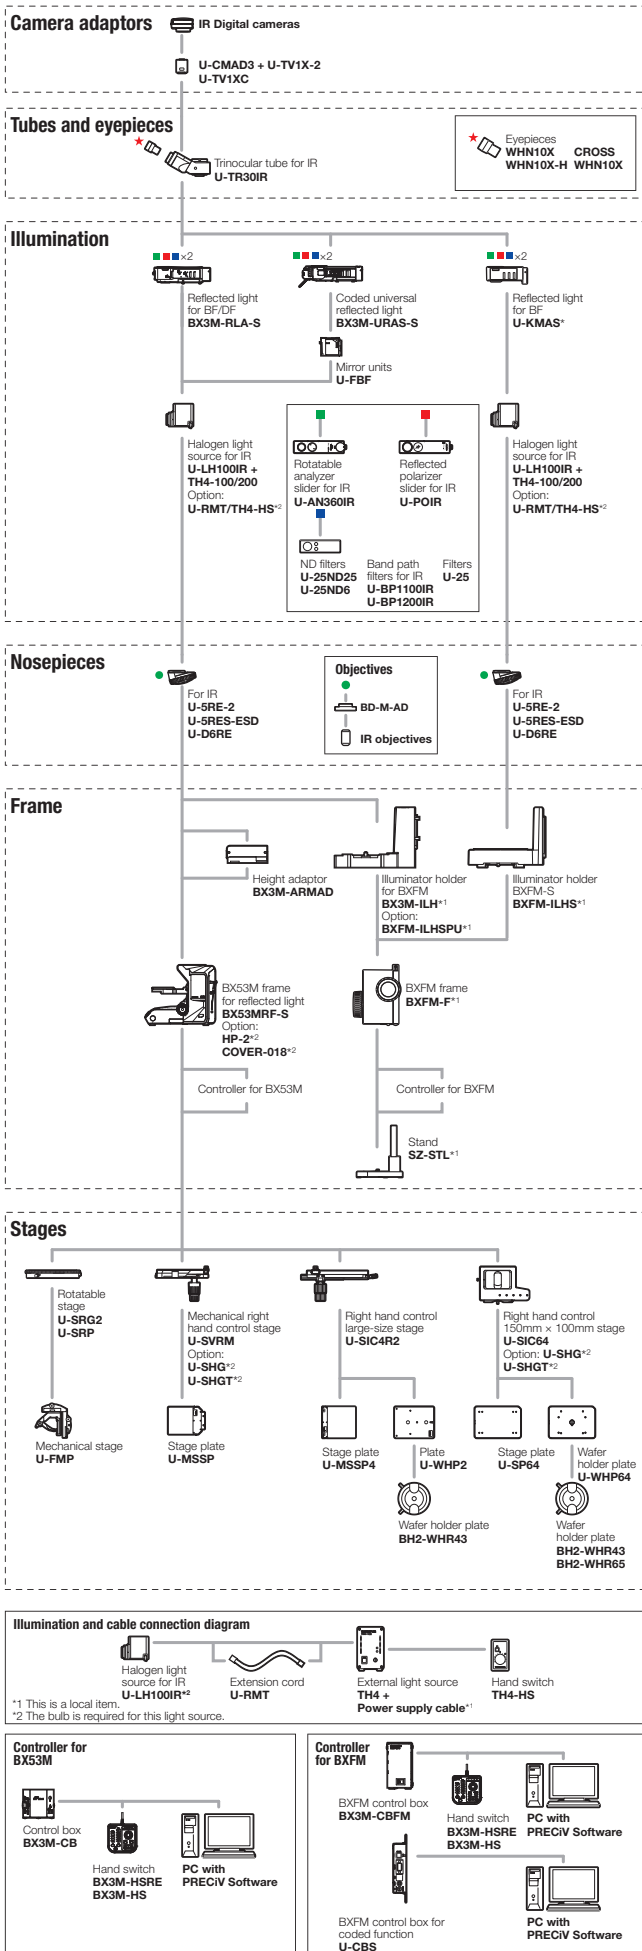 Camera adaptors
IR Digital cameras
U-CMAD3 + U-TV1X-2
U-TV1XC
Tubes and eyepieces
Trinocular tube for IR
U-TR30IR
Eyepieces
WHN10X CROSS
WHN10X-H WHN10X
Illumination
×2
×2
×2
Reflected light
for BF/DF
BX3M-RLA-S
Coded universal
reflected light
BX3M-URAS-S
Reflected light
for BF
U-KMAS*
Mirror units
U-FBF
Halogen light
source for IR
U-LH100IR +
TH4-100/200
Option:
U-RMT/TH4-HS*2
Rotatable
analyzer
slider for IR
U-AN360IR
Reflected
polarizer
slider for IR
U-POIR
ND filters
U-25ND25
U-25ND6
Band path
filters for IR
U-BP1100IR
U-BP1200IR
Filters
U-25
Halogen light
source for IR
U-LH100IR +
TH4-100/200
Option:
U-RMT/TH4-HS*2
Nosepieces
For IR
U-5RE-2
U-5RES-ESD
U-D6RE
Objectives
BD-M-AD
IR objectives
For IR
U-5RE-2
U-5RES-ESD
U-D6RE
Frame
Height adaptor
BX3M-ARMAD
Illuminator holder
for BXFM
BX3M-ILH*1
Option:
BXFM-ILHSPU*1
Illuminator holder
BXFM-S
BXFM-ILHS*1
BX53M frame
for reflected light
BX53MRF-S
Option:
HP-2*2
COVER-018*2
BXFM frame
BXFM-F*1
Controller for BX53M
Controller for BXFM
Stand
SZ-STL*1
Stages
Rotatable
stage
U-SRG2
U-SRP
Mechanical right
hand control stage
U-SVRM
Option:
U-SHG*2
U-SHGT*2
Right hand control
large-size stage
U-SIC4R2
Right hand control
150mm × 100mm stage
U-SIC64
Option: U-SHG*2
U-SHGT*2
Mechanical stage
U-FMP
Stage plate
U-MSSP
Stage plate
U-MSSP4
Plate
U-WHP2
Stage plate
U-SP64
Wafer
holder plate
U-WHP64
Wafer holder plate
BH2-WHR43
Wafer
holder plate
BH2-WHR43
BH2-WHR65
Illumination and cable connection diagram
Halogen light
source for IR
U-LH100IR*2
Extension cord
U-RMT
External light source
TH4 +
Power supply cable*1
Hand switch
TH4-HS
*1 This is a local item.
*2 The bulb is required for this light source.
Controller for
BX53M
Control box
BX3M-CB
Hand switch
BX3M-HSRE
BX3M-HS
PC with
PRECiV Software
Controller
for BXFM
BXFM control box
BX3M-CBFM
Hand switch
BX3M-HSRE
BX3M-HS
PC with
PRECiV Software
BXFM control box for
coded function
U-CBS
PC with
PRECiV Software